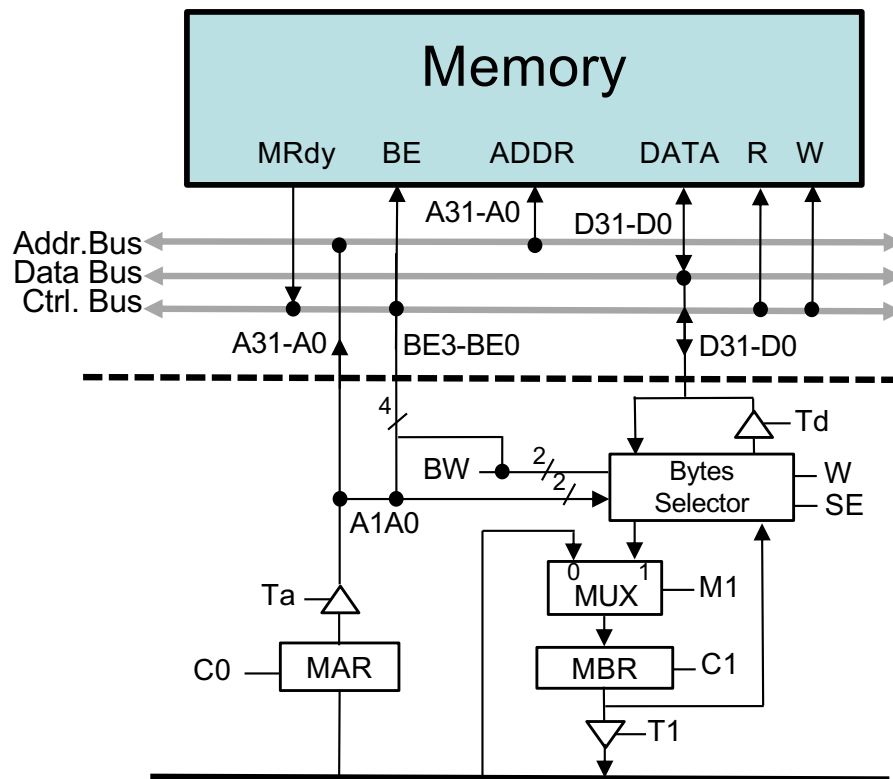 Memory
MRdy BE ADDR DATA R W
A31-A0
D31-D0
Addr.Bus
Data Bus
Ctrl. Bus
A31-A0
BE3-BE0
D31-D0
4
Td
BW
2
Bytes
Selector
W
2
SE
A1A0
0 1
Ta
MUX
M1
C0
MAR
MBR
C1
T1